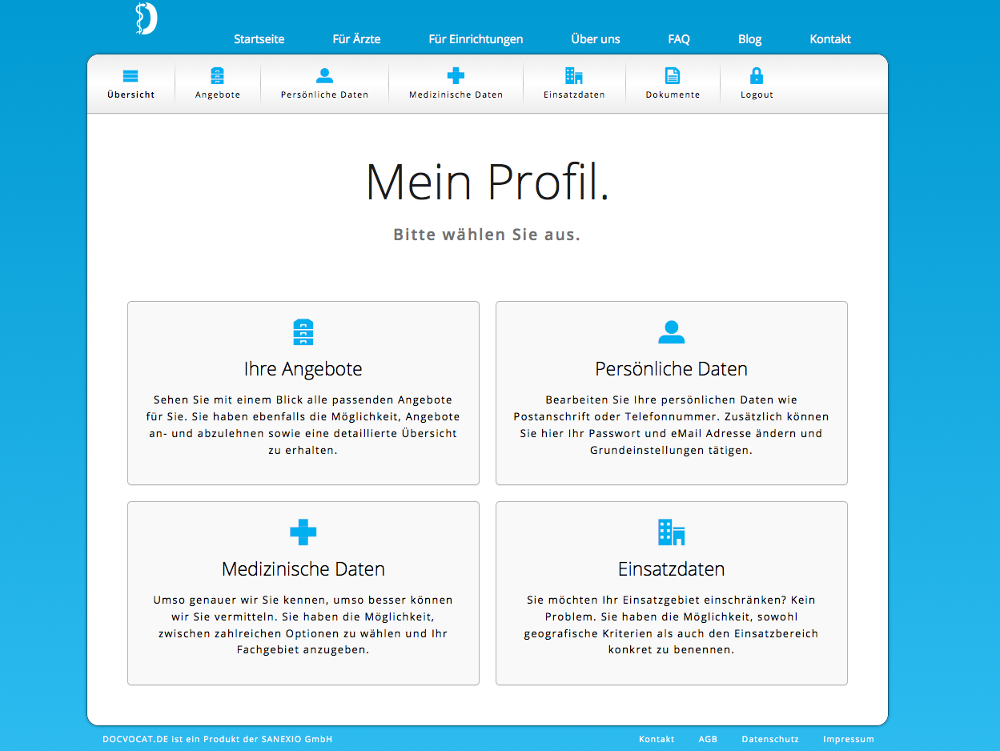 Startseite Für Ärzte Für Einrichtungen Über uns FAQ Blog Kontakt
Übersicht Angebote Persönliche Daten Medizinische Daten Einsatzdaten Dokumente Logout
Mein Profil.
Bitte wählen Sie aus.
Ihre Angebote
Sehen Sie mit einem Blick alle passenden Angebote
für Sie. Sie haben ebenfalls die Möglichkeit, Angebote
an- und abzulehnen sowie eine detaillierte Übersicht
zu erhalten.
Persönliche Daten
Bearbeiten Sie Ihre persönlichen Daten wie
Postanschrift oder Telefonnummer. Zusätzlich können
Sie hier Ihr Passwort und eMail Adresse ändern und
Grundeinstellungen tätigen.
Medizinische Daten
Umso genauer wir Sie kennen, umso besser können
wir Sie vermitteln. Sie haben die Möglichkeit,
zwischen zahlreichen Optionen zu wählen und Ihr
Fachgebiet anzugeben.
Einsatzdaten
Sie möchten Ihr Einsatzgebiet einschränken? Kein
Problem. Sie haben die Möglichkeit, sowohl
geografische Kriterien als auch den Einsatzbereich
konkret zu benennen.
DOCVOCAT.DE ist ein Produkt der SANEXIO GmbH
Kontakt AGB Datenschutz Impressum